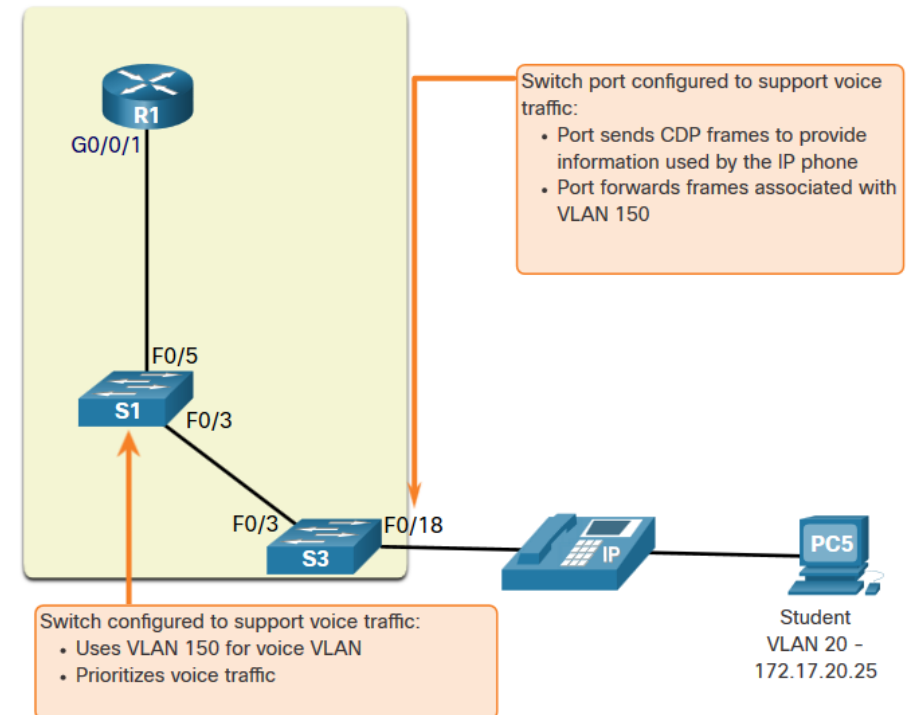 R1
G0/0/1
Switch port configured to support voice
traffic:
• Port sends CDP frames to provide
information used by the IP phone
• Port forwards frames associated with
VLAN 150
F0/5
S1
F0/3
F0/3
S3
F0/18
IP
PC5
Student
VLAN 20 –
172.17.20.25
Switch configured to support voice traffic:
• Uses VLAN 150 for voice VLAN
• Prioritizes voice traffic